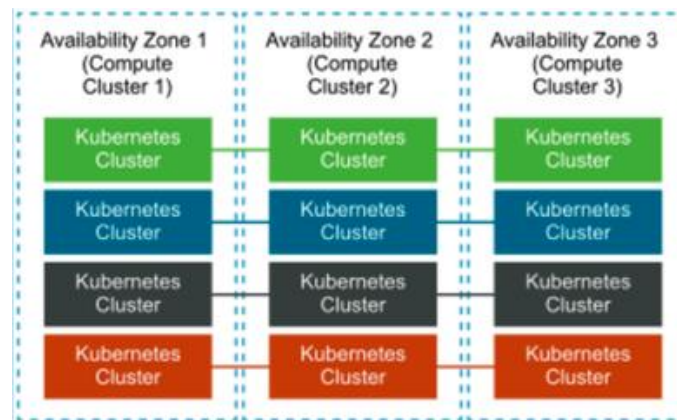 Availability Zone 1
(Compute
Cluster 1)
Availability Zone 2
(Compute
Cluster 2)
Availability Zone 3
(Compute
Cluster 3)
Kubernetes
Cluster
Kubernetes
Cluster
Kubernetes
Cluster
Kubernetes
Cluster
Kubernetes
Cluster
Kubernetes
Cluster
Kubernetes
Cluster
Kubernetes
Cluster
Kubernetes
Cluster
Kubernetes
Cluster
Kubernetes
Cluster
Kubernetes
Cluster